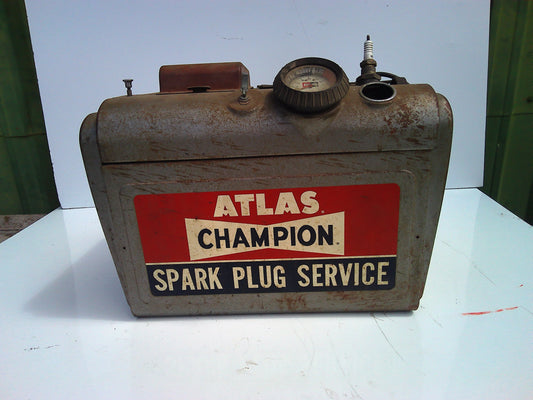 ATLAS
CHAMPION
SPARK PLUG SERVICE